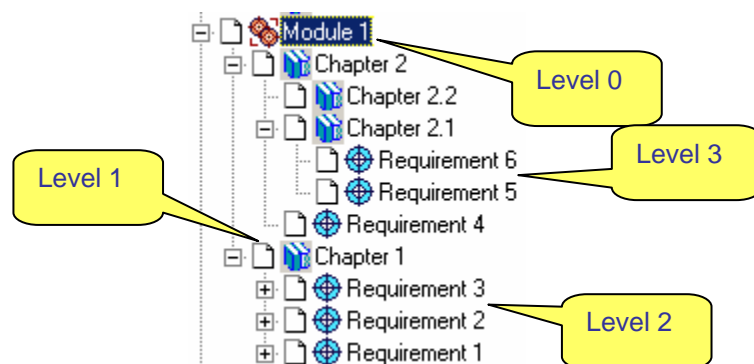 Module 1
Chapter 2
Level 0
Chapter 2.2
Chapter 2.1
Level 3
Requirement 6
Level 1
Requirement 5
Requirement 4
Chapter 1
Requirement 3
Requirement 2
Level 2
Requirement 1